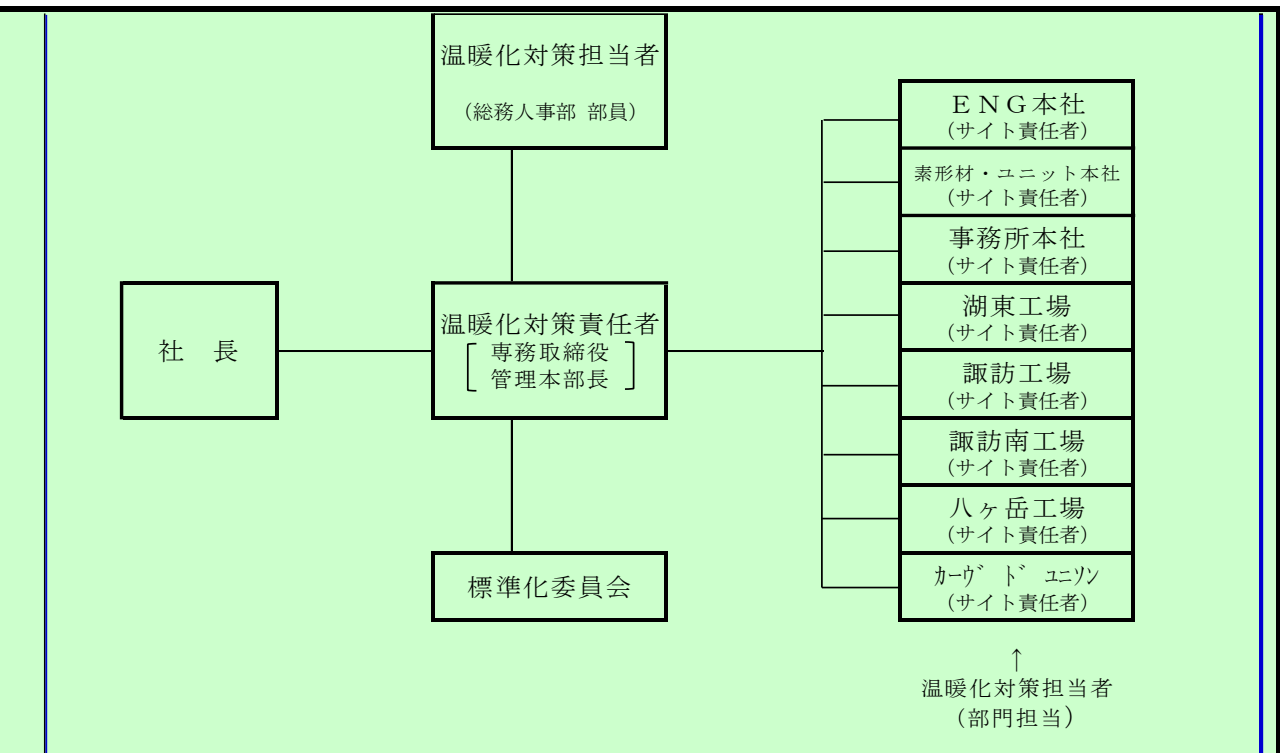 温暖化対策担当者
（総務人事部 部員）
ＥＮＧ本社
（サイト責任者）
素形材・ユニット本社
（サイト責任者）
事務所本社
（サイト責任者）
湖東工場
（サイト責任者）
諏訪工場
（サイト責任者）
諏訪南工場
（サイト責任者）
八ヶ岳工場
（サイト責任者）
ｶｰｳﾞﾄﾞﾕﾆｿﾝ
（サイト責任者）
社　長
温暖化対策責任者
専務取締役
管理本部長
標準化委員会
↑
温暖化対策担当者
（部門担当）